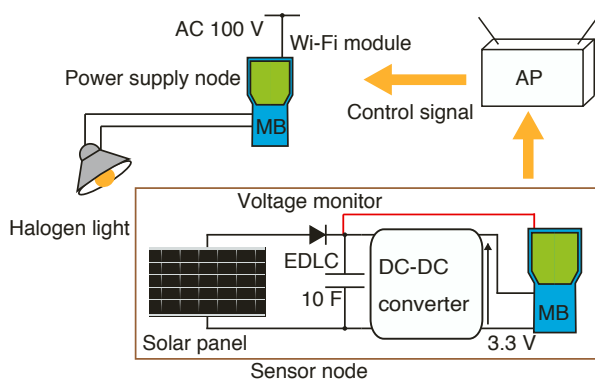 AC 100 V
Wi-Fi module
Power supply node
MB
AP
Control signal
Halogen light
Voltage monitor
EDLC
10 F
DC-DC
converter
MB
3.3 V
Solar panel
Sensor node